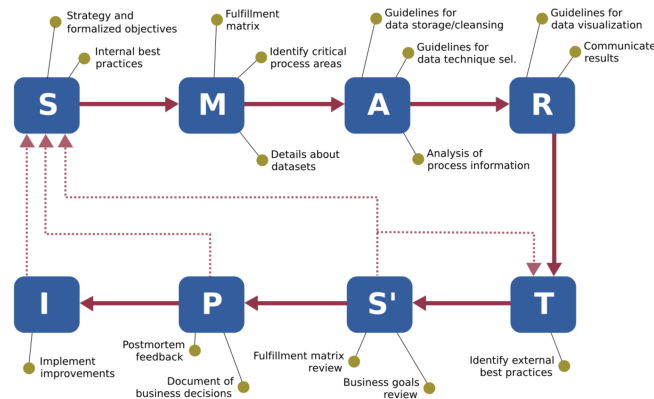 Strategy and
formalized objectives
Internal best
practices
Fulfillment
matrix
Identify critical
process areas
Guidelines for
data storage/cleansing
Guidelines for
data technique sel.
Guidelines for
data visualization
Communicate
results
S
M
A
R
Details about
datasets
Analysis of
process information
I
P
S'
T
Implement
improvements
Postmortem
feedback
Document of
business decisions
Fulfillment matrix
review
Business goals
review
Identify external
best practices